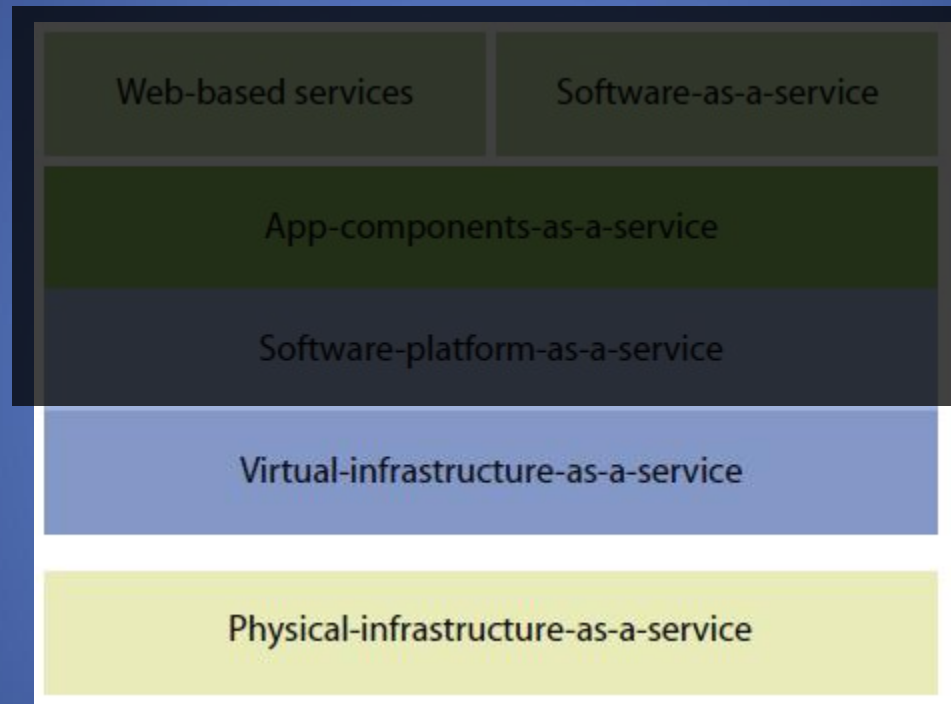 Web-based services
Software-as-a-service
App-components-as-a-service
Software-platform-as-a-service
Virtual-infrastructure-as-a-service
Physical-infrastructure-as-a-service